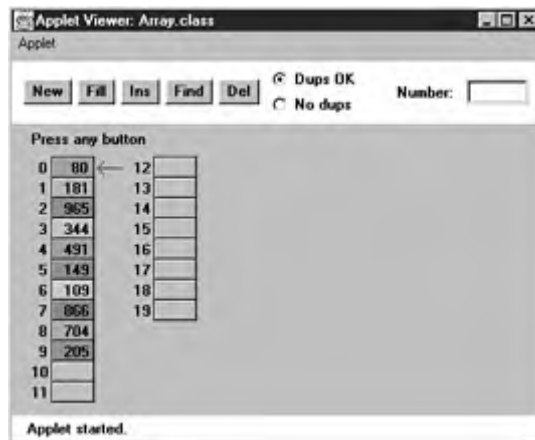 Applet Viewer: Array.class
Applet
New Fill Ins Find Del
Dups OK
No dups
Number:
Press any button
0 80 12
1 181 13
2 965 14
3 344 15
4 491 16
5 149 17
6 109 18
7 866 19
8 704
9 205
10
11
Applet started.